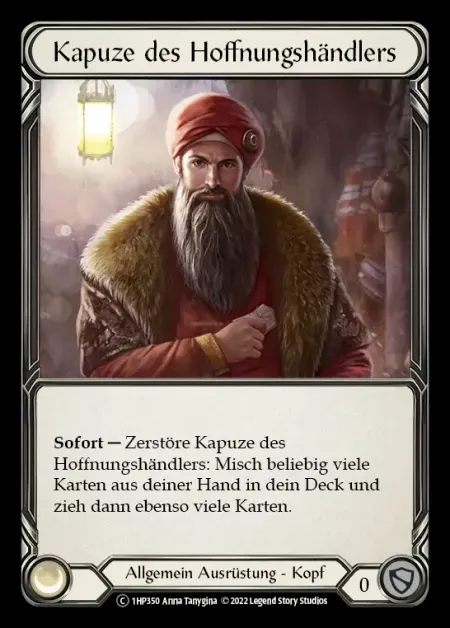 Kapuze des Hoffnungshändlers
Sofort — Zerstöre Kapuze des
Hoffnungshändlers: Misch beliebig viele
Karten aus deiner Hand in dein Deck und
zieh dann ebenso viele Karten.
Allgemein Ausrüstung - Kopf
0
C 1HP350 Anna Tanygina © 2022 Legend Story Studios